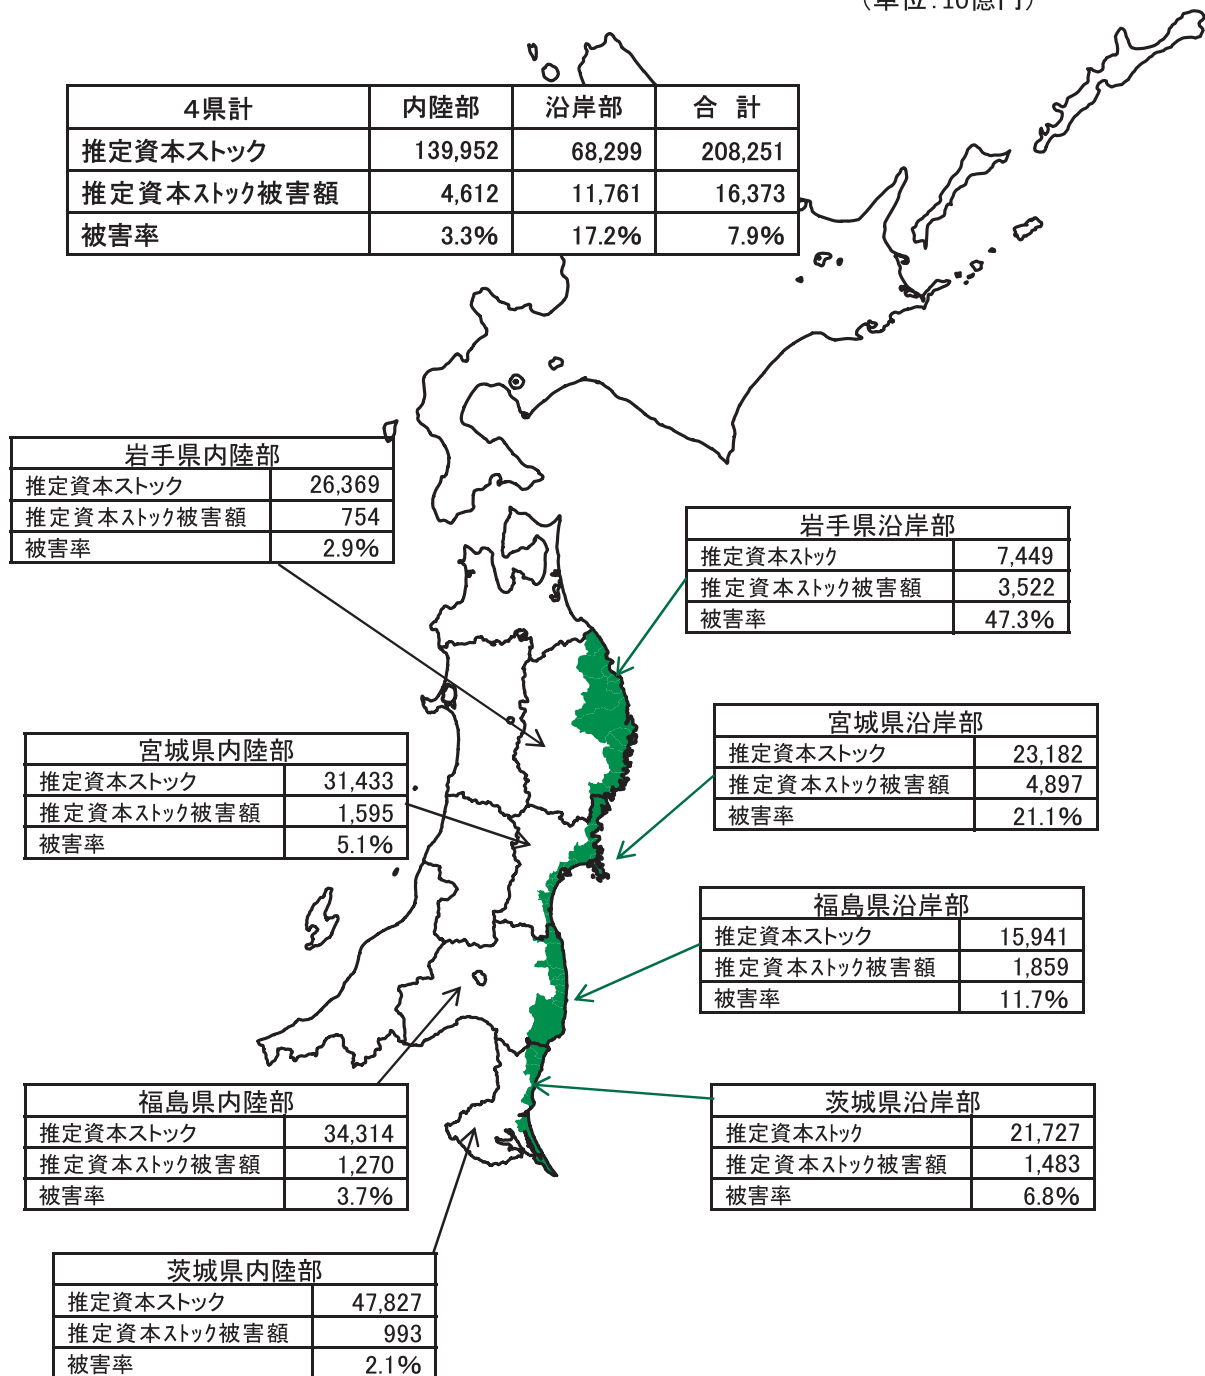 (単位:10億円)
4県計 内陸部 沿岸部 合 計
推定資本ストック 139,952 68,299 208,251
推定資本ストック被害額 4,612 11,761 16,373
被害率 3.3% 17.2% 7.9%
岩手県内陸部
推定資本ストック 26,369
推定資本ストック被害額 754
被害率 2.9%
岩手県沿岸部
推定資本ストック 7,449
推定資本ストック被害額 3,522
被害率 47.3%
宮城県沿岸部
推定資本ストック 23,182
推定資本ストック被害額 4,897
被害率 21.1%
宮城県内陸部
推定資本ストック 31,433
推定資本ストック被害額 1,595
被害率 5.1%
福島県沿岸部
推定資本ストック 15,941
推定資本ストック被害額 1,859
被害率 11.7%
福島県内陸部
推定資本ストック 34,314
推定資本ストック被害額 1,270
被害率 3.7%
茨城県沿岸部
推定資本ストック 21,727
推定資本ストック被害額 1,483
被害率 6.8%
茨城県内陸部
推定資本ストック 47,827
推定資本ストック被害額 993
被害率 2.1%